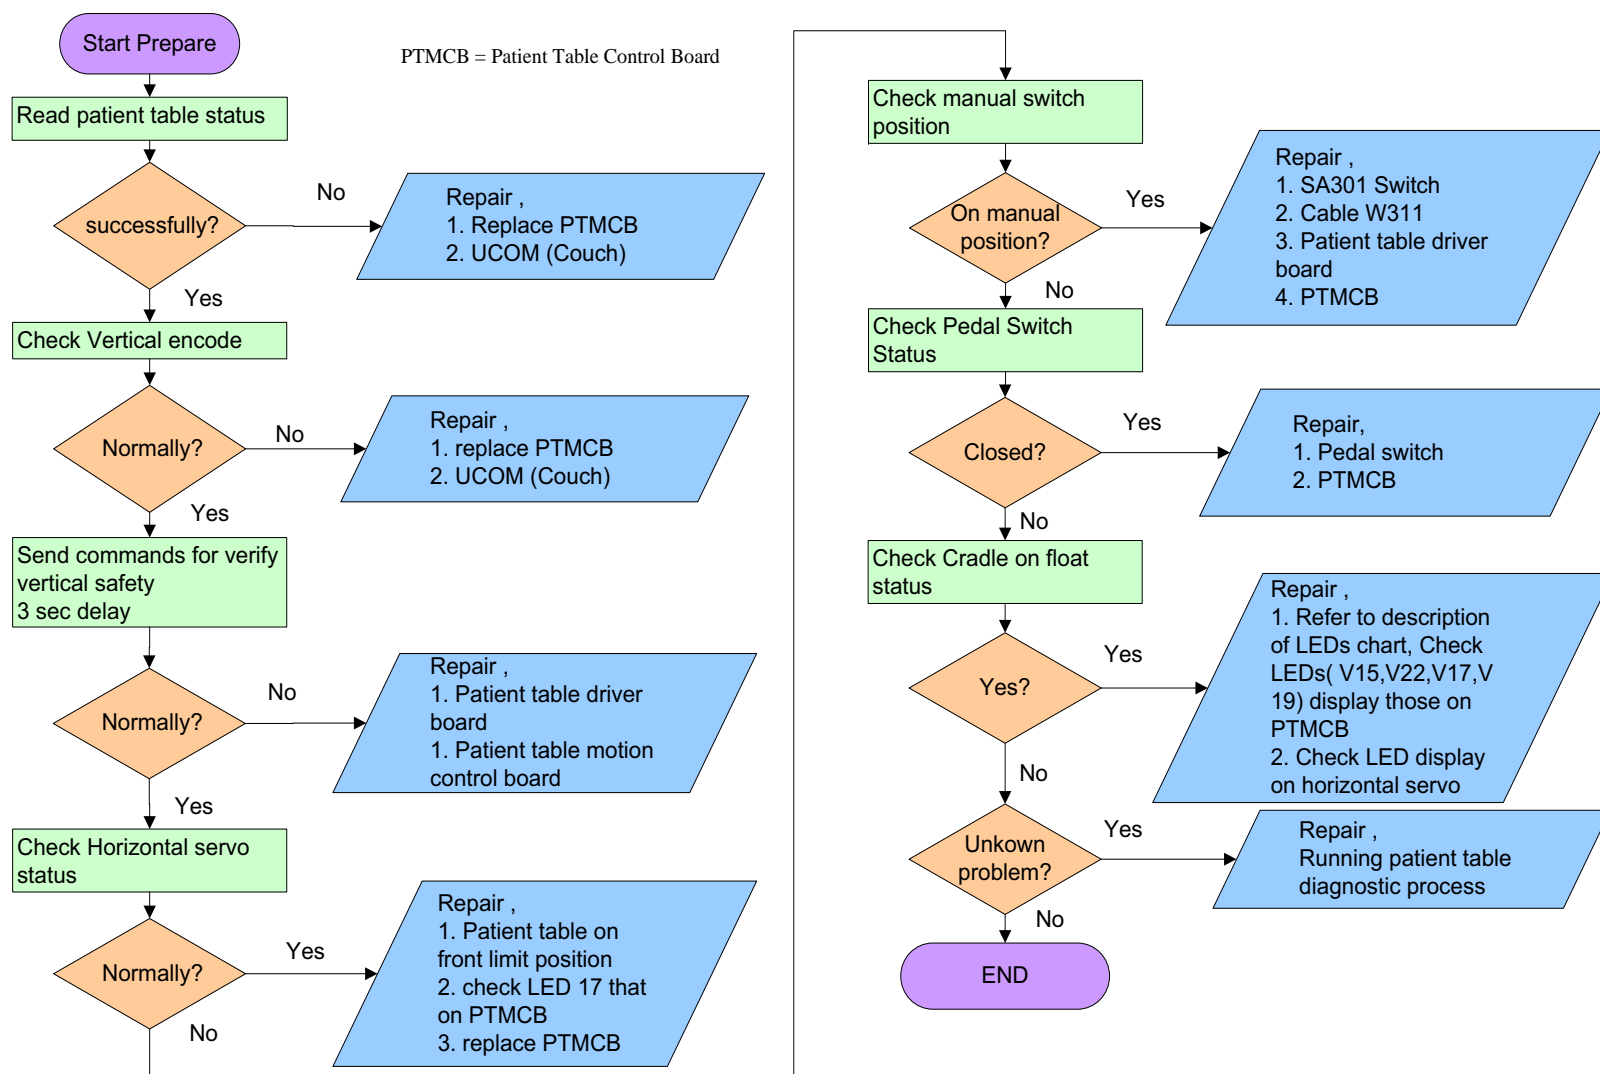 Start Prepare
PTMCB = Patient Table Control Board
Read patient table status
successfully?
No
Repair ,
1. Replace PTMCB
2. UCOM (Couch)
Yes
Check Vertical encode
Normally?
No
Repair ,
1. replace PTMCB
2. UCOM (Couch)
Yes
Send commands for verify
vertical safety
3 sec delay
Normally?
No
Repair ,
1. Patient table driver
board
1. Patient table motion
control board
Yes
Check Horizontal servo
status
Normally?
Yes
Repair ,
1. Patient table on
front limit position
2. check LED 17 that
on PTMCB
3. replace PTMCB
No
Check manual switch
position
On manual
position?
Yes
Repair ,
1. SA301 Switch
2. Cable W311
3. Patient table driver
board
4. PTMCB
No
Check Pedal Switch
Status
Closed?
Yes
Repair,
1. Pedal switch
2. PTMCB
No
Check Cradle on float
status
Yes?
Yes
Repair ,
1. Refer to description
of LEDs chart, Check
LEDs( V15,V22,V17,V
19) display those on
PTMCB
2. Check LED display
on horizontal servo
No
Unkown
problem?
Yes
Repair ,
Running patient table
diagnostic process
No
END